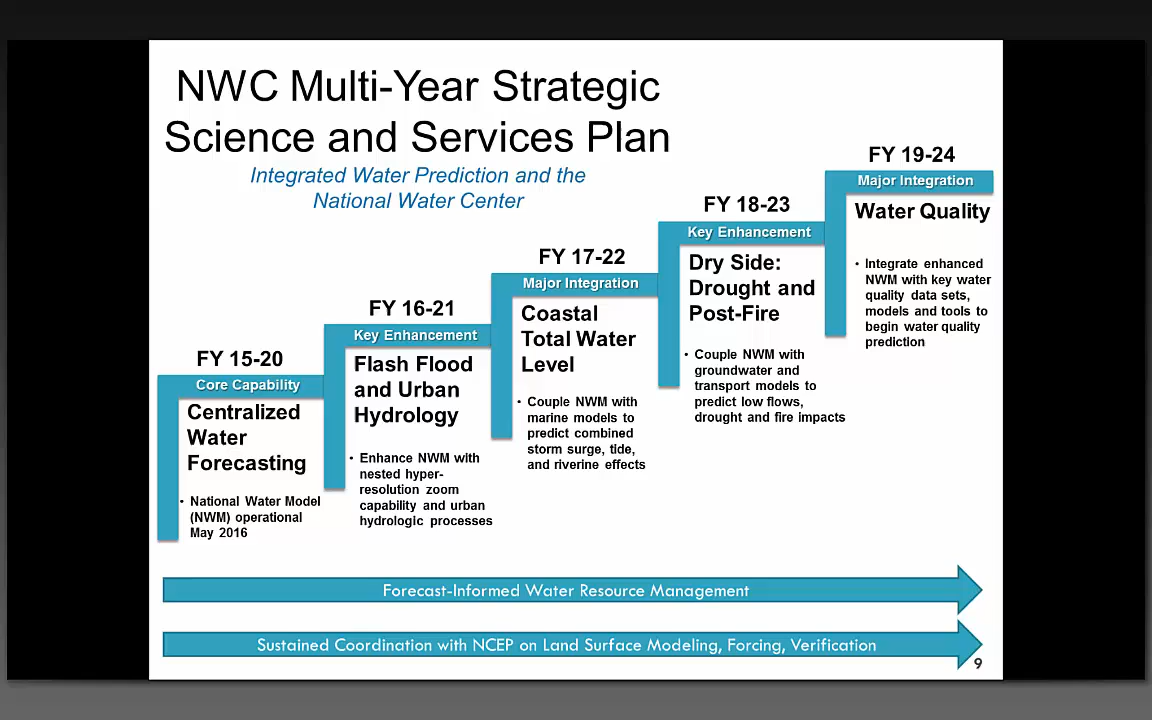 NWC Multi-Year Strategic
Science and Services Plan
Integrated Water Prediction and the
National Water Center
FY 15-20
Core Capability
Centralized
Water
Forecasting
• National Water Model
(NWM) operational
May 2016
FY 16-21
Key Enhancement
Flash Flood
and Urban
Hydrology
• Enhance NWM with
nested hyper-
resolution zoom
capability and urban
hydrologic processes
FY 17-22
Major Integration
Coastal
Total Water
Level
• Couple NWM with
marine models to
predict combined
storm surge, tide,
and riverine effects
FY 18-23
Key Enhancement
Dry Side:
Drought and
Post-Fire
• Couple NWM with
groundwater and
transport models to
predict low flows,
drought and fire impacts
FY 19-24
Major Integration
Water Quality
• Integrate enhanced
NWM with key water
quality data sets,
models and tools to
begin water quality
prediction
Forecast-Informed Water Resource Management
Sustained Coordination with NCEP on Land Surface Modeling, Forcing, Verification
9